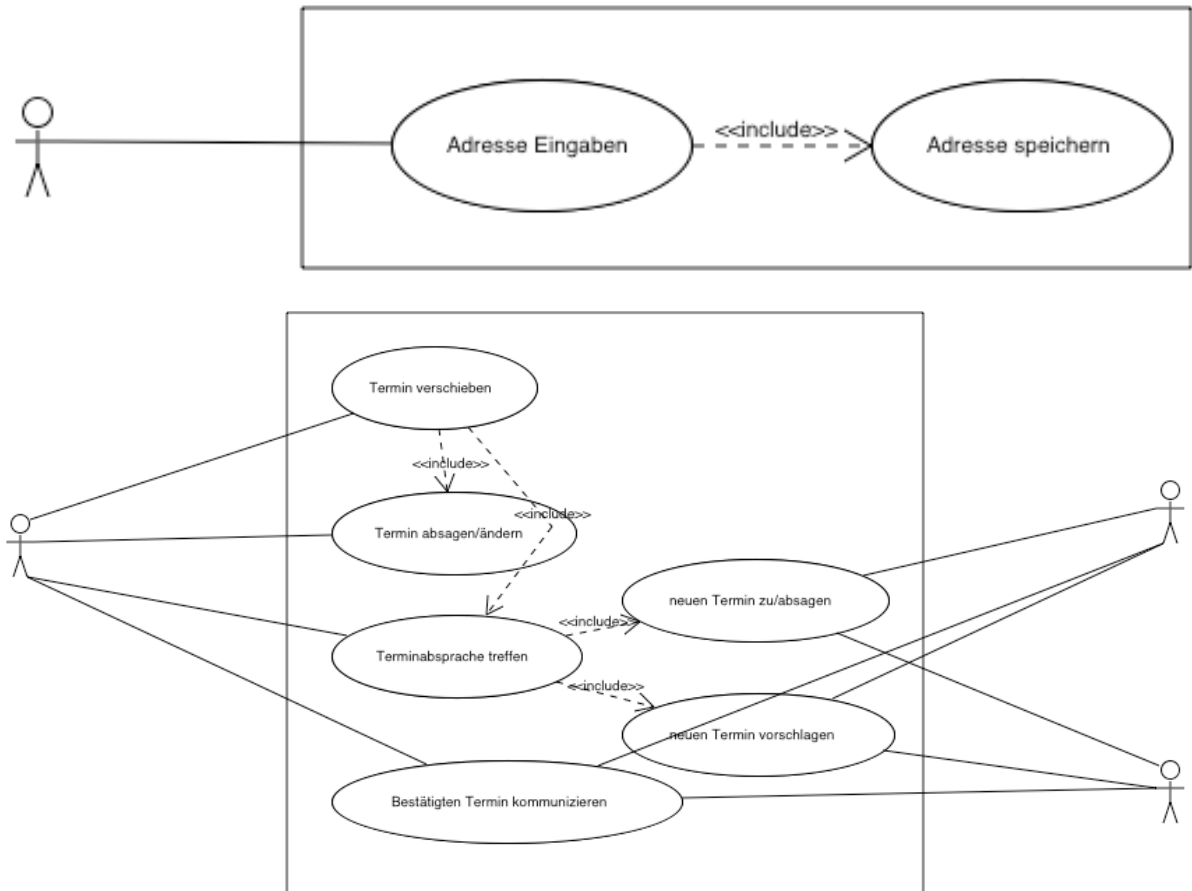 Adresse Eingaben
<<include>>
Adresse speichern
Termin verschieben
<<include>>
Termin absagen/ändern
<<include>>
neuen Termin zu/absagen
<<include>>
Terminabsprache treffen
<<include>>
neuen Termin vorschlagen
Bestätigten Termin kommunizieren